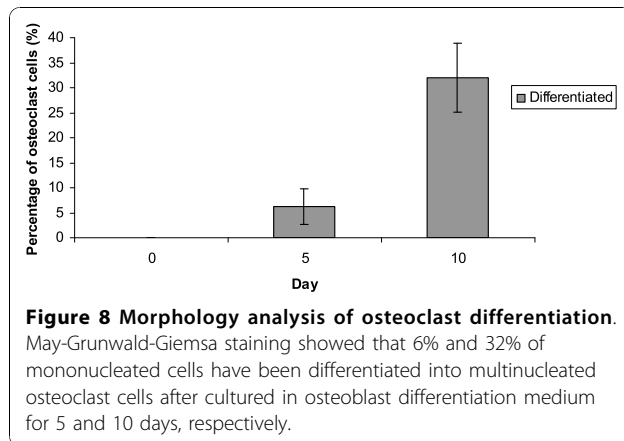 Percentage of osteoclast cells (%)
40
35
30
25
20
15
10
5
0
0 5 10
Day
Differentiated
Figure 8 Morphology analysis of osteoclast differentiation.
May-Grunwald-Giemsa staining showed that 6% and 32% of
mononucleated cells have been differentiated into multinucleated
osteoclast cells after cultured in osteoblast differentiation medium
for 5 and 10 days, respectively.